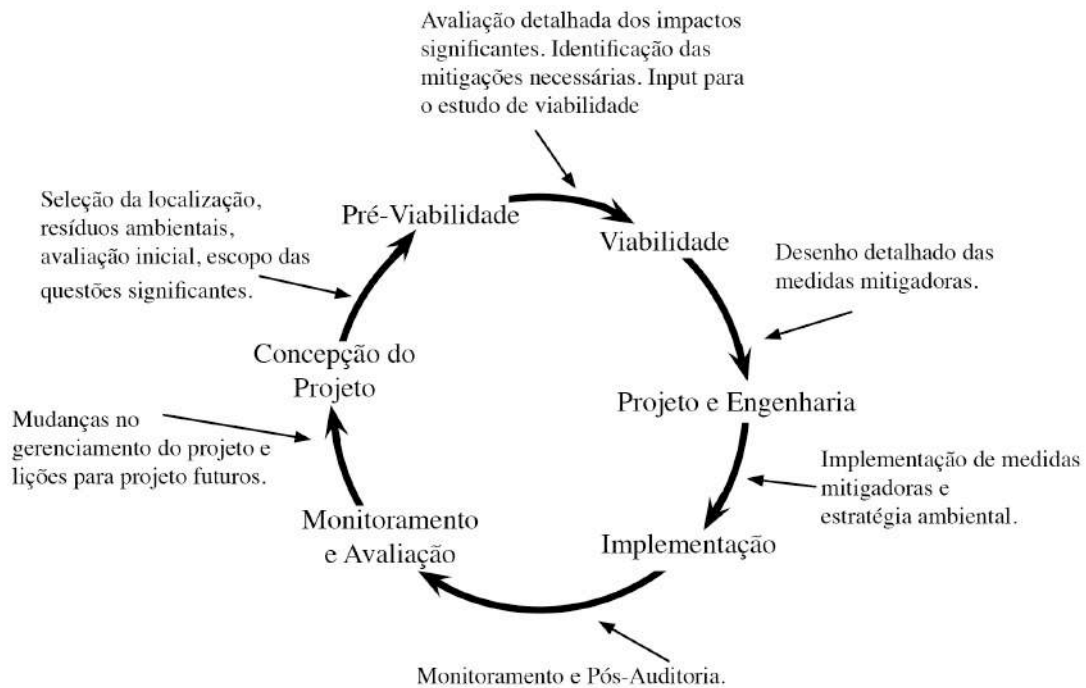 Avaliação detalhada dos impactos
significantes. Identificação das
mitigações necessárias. Input para
o estudo de viabilidade
Seleção da localização,
resíduos ambientais,
avaliação inicial, escopo das
questões significantes.
Pré-Viabilidade
Viabilidade
Desenho detalhado das
medidas mitigadoras.
Concepção do
Projeto
Projeto e Engenharia
Mudanças no
gerenciamento do projeto e
lições para projeto futuros.
Implementação de medidas
mitigadoras e
estratégia ambiental.
Monitoramento
e Avaliação
Implementação
Monitoramento e Pós-Auditoria.